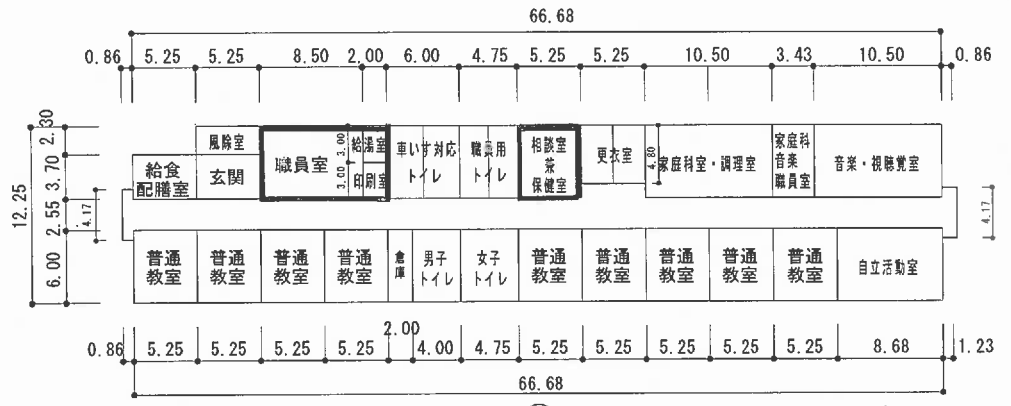 66.68
0.86 5.25 5.25 8.50 2.00 6.00 4.75 5.25 5.25 10.50 3.43 10.50 0.86
12.25
2.30
3.70
2.55
6.00
4.17
給食
配膳室
風除室
玄関
職員室
3.00
3.00
給湯室
印刷室
車いす対応
トイレ
職員用
トイレ
相談室
兼
保健室
更衣室
4.80
家庭科室・調理室
家庭科
音楽
職員室
音楽・視聴覚室
4.17
普通
教室
普通
教室
普通
教室
普通
教室
倉
庫
男子
トイレ
女子
トイレ
普通
教室
普通
教室
普通
教室
普通
教室
普通
教室
自立活動室
0.86 5.25 5.25 5.25 5.25 2.00 4.00 4.75 5.25 5.25 5.25 5.25 5.25 8.68 1.23
66.68